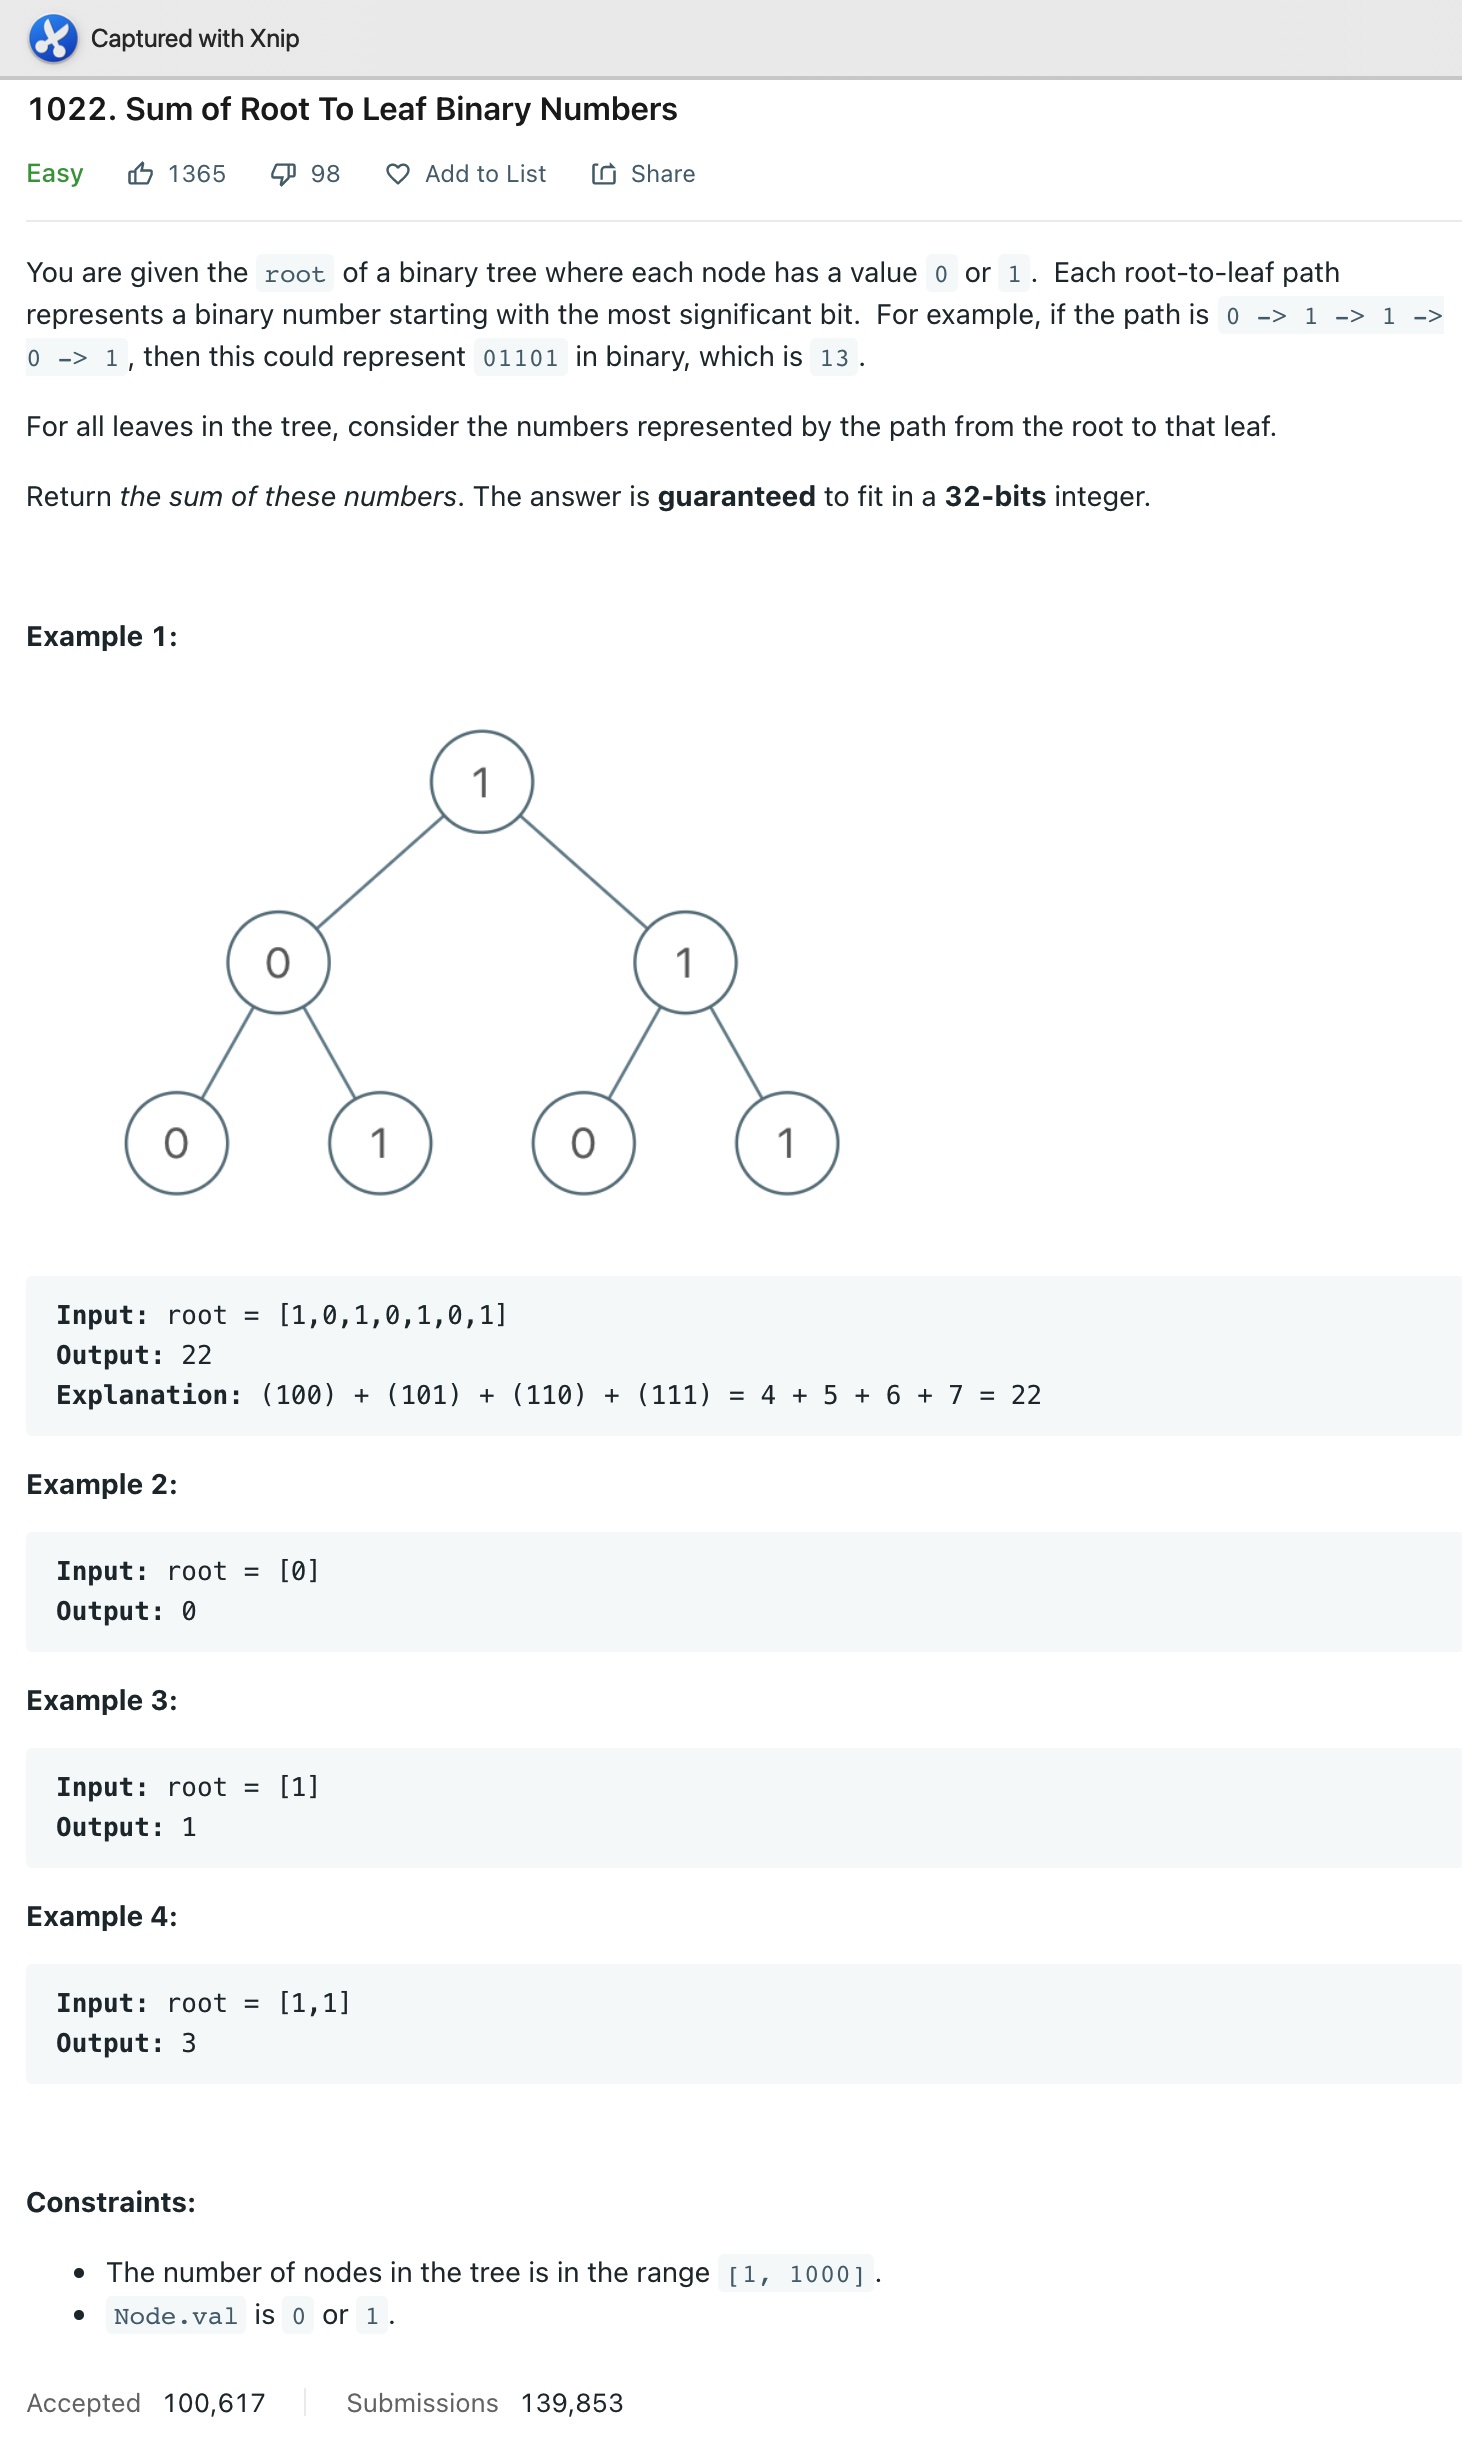 Captured with Xnip
1022. Sum of Root To Leaf Binary Numbers
Easy 1365 98 Add to List Share
You are given the root of a binary tree where each node has a value 0 or 1. Each root-to-leaf path
represents a binary number starting with the most significant bit. For example, if the path is 0 -> 1 -> 1 ->
0 -> 1, then this could represent 01101 in binary, which is 13.
For all leaves in the tree, consider the numbers represented by the path from the root to that leaf.
Return the sum of these numbers. The answer is guaranteed to fit in a 32-bits integer.
Example 1:
1
0 1
0 1 0 1
Input: root = [1,0,1,0,1,0,1]
Output: 22
Explanation: (100) + (101) + (110) + (111) = 4 + 5 + 6 + 7 = 22
Example 2:
Input: root = [0]
Output: 0
Example 3:
Input: root = [1]
Output: 1
Example 4:
Input: root = [1,1]
Output: 3
Constraints:
• The number of nodes in the tree is in the range [1, 1000].
• Node.val is 0 or 1.
Accepted 100,617 Submissions 139,853